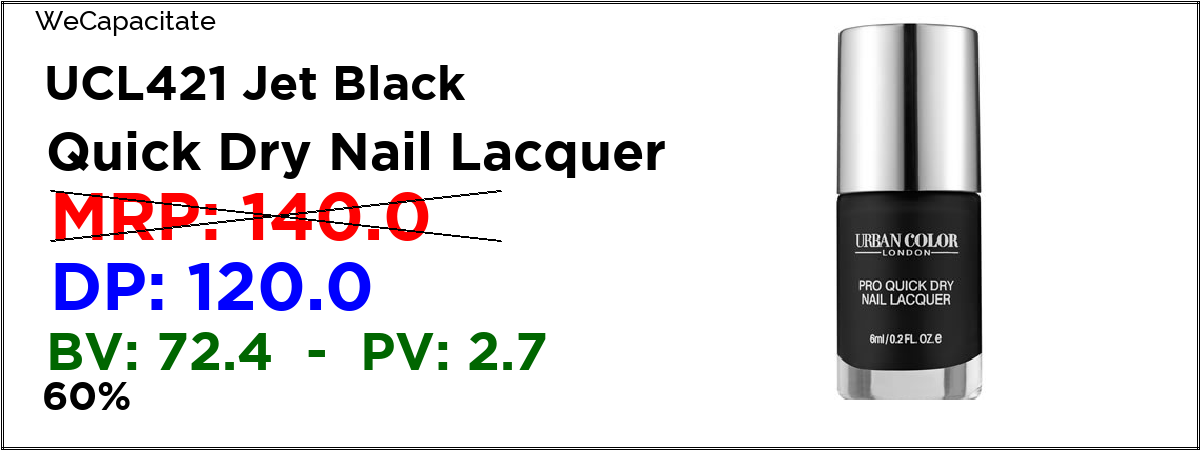 WeCapacitate
UCL421 Jet Black
Quick Dry Nail Lacquer
MRP: 140.0
DP: 120.0
BV: 72.4 - PV: 2.7
60%
URBAN COLOR
LONDON
PRO QUICK DRY
NAIL LACQUER
6ml/0.2 FL. OZ.e